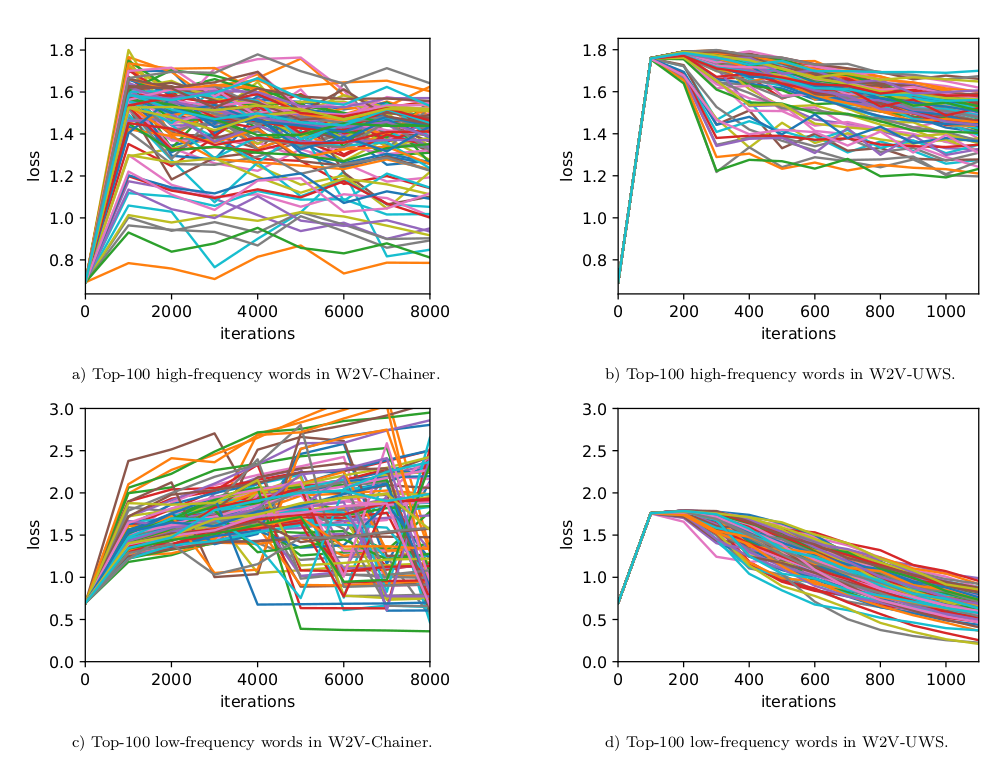 1.8
1.6
1.4
1.2
1.0
0.8
loss
0 2000 4000 6000 8000
iterations
a) Top-100 high-frequency words in W2V-Chainer.
1.8
1.6
1.4
1.2
1.0
0.8
loss
0 200 400 600 800 1000
iterations
b) Top-100 high-frequency words in W2V-UWS.
3.0
2.5
2.0
1.5
1.0
0.5
0.0
loss
0 2000 4000 6000 8000
iterations
c) Top-100 low-frequency words in W2V-Chainer.
3.0
2.5
2.0
1.5
1.0
0.5
0.0
loss
0 200 400 600 800 1000
iterations
d) Top-100 low-frequency words in W2V-UWS.